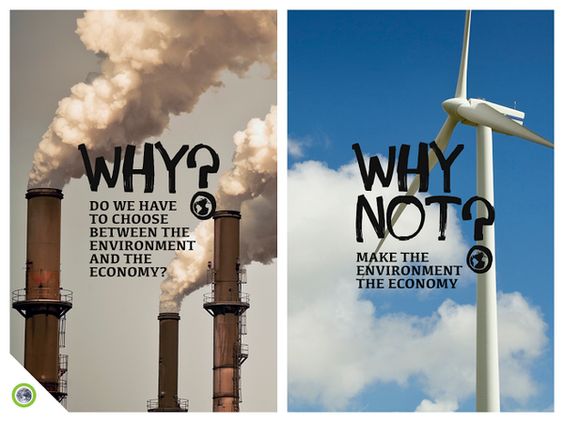 WHY?
DO WE HAVE
TO CHOOSE
BETWEEN THE
ENVIRONMENT
AND THE
ECONOMY?
WHY
NOT?
MAKE THE
ENVIRONMENT
THE ECONOMY